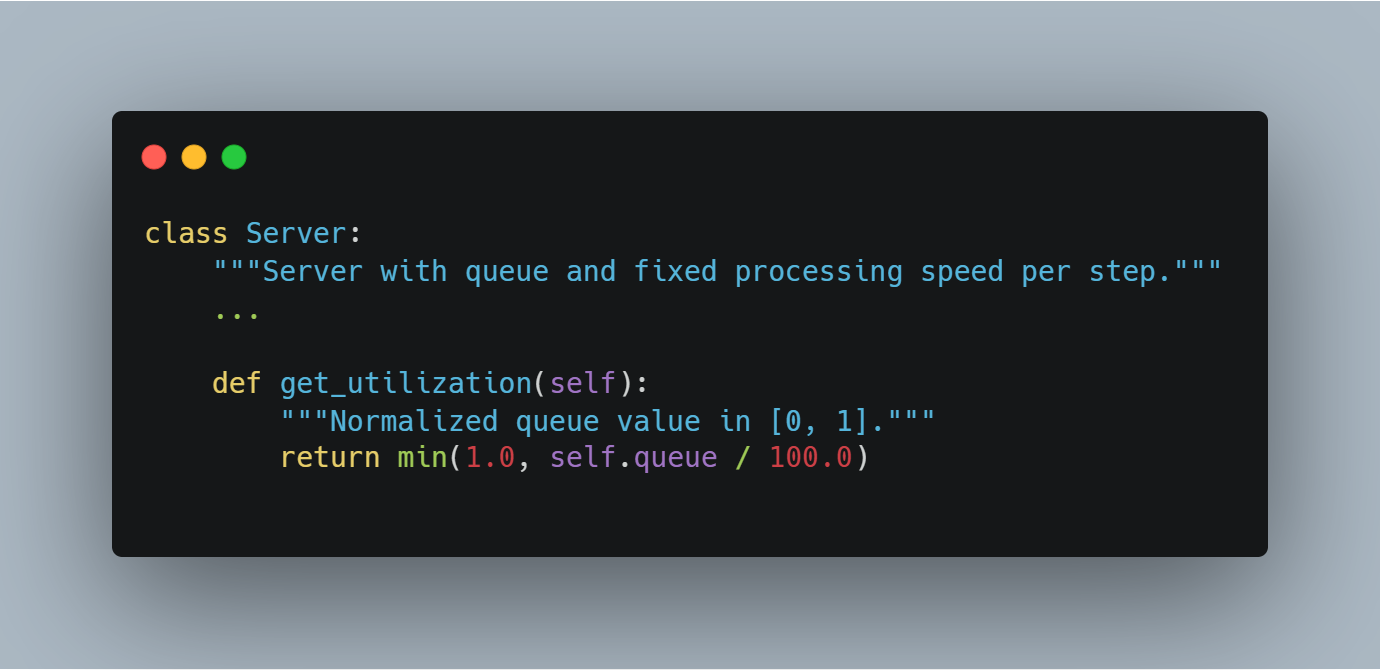 class Server:
    """Server with queue and fixed processing speed per step."""
    ...

    def get_utilization(self):
        """Normalized queue value in [0, 1]."""
        return min(1.0, self.queue / 100.0)